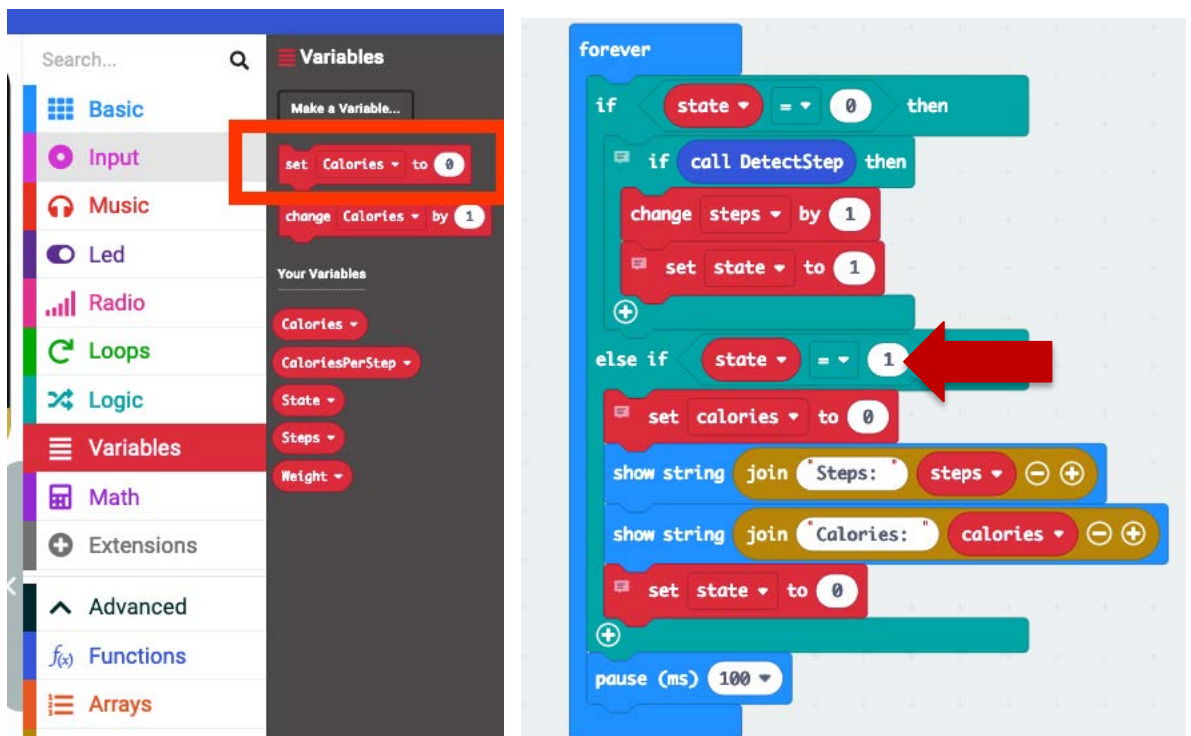 Search...
Basic
Input
Music
Led
Radio
Loops
Logic
Variables
Math
Extensions
Advanced
f(x) Functions
Arrays
Variables
Make a Variable...
set Calories to 0
change Calories by 1
Your Variables
Calories
CaloriesPerStep
State
Steps
Weight
forever
if state = 0 then
if call DetectStep then
change steps by 1
set state to 1
else if state = 1
set calories to 0
show string join "Steps: " steps
show string join "Calories: " calories
set state to 0
pause (ms) 100